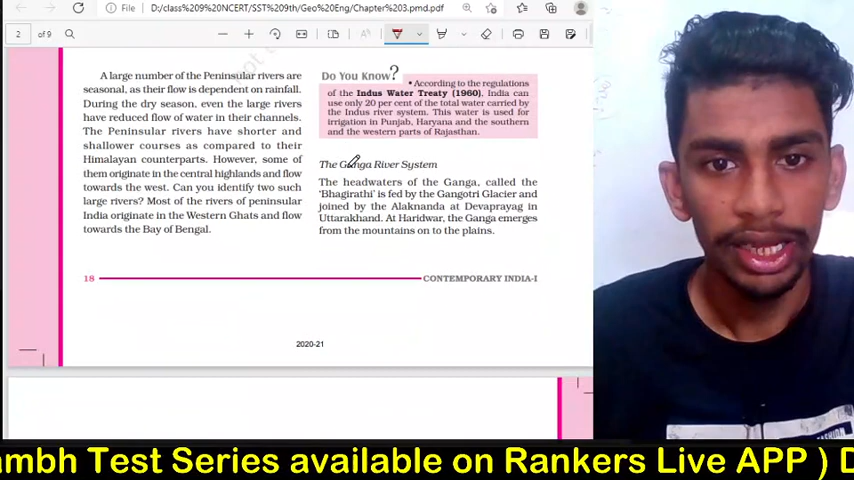 File
D:/class%209%20NCERT/SST%209th/Geo%20Eng/Chapter%203.pmd.pdf
2 of 9
A large number of the Peninsular rivers are
seasonal, as their flow is dependent on rainfall.
During the dry season, even the large rivers
have reduced flow of water in their channels.
The Peninsular rivers have shorter and
shallower courses as compared to their
Himalayan counterparts. However, some of
them originate in the central highlands and flow
towards the west. Can you identify two such
large rivers? Most of the rivers of peninsular
India originate in the Western Ghats and flow
towards the Bay of Bengal.
Do You Know?
• According to the regulations
of the Indus Water Treaty (1960), India can
use only 20 per cent of the total water carried by
the Indus river system. This water is used for
irrigation in Punjab, Haryana and the southern
and the western parts of Rajasthan.
The Ganga River System
The headwaters of the Ganga, called the
'Bhagirathi' is fed by the Gangotri Glacier and
joined by the Alaknanda at Devaprayag in
Uttarakhand. At Haridwar, the Ganga emerges
from the mountains on to the plains.
18
CONTEMPORARY INDIA-I
2020-21
ambh Test Series available on Rankers Live APP ) D